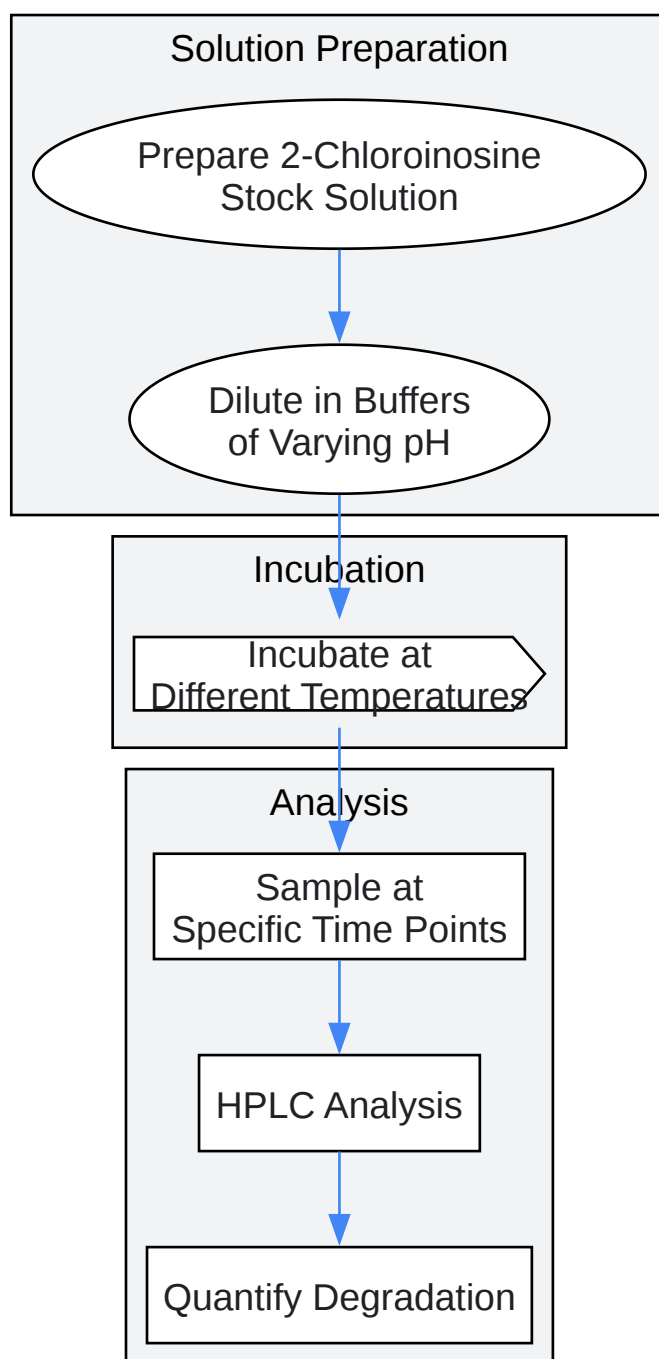 Solution Preparation
Prepare 2-Chloroinosine
Stock Solution
Dilute in Buffers
of Varying pH
Incubation
Incubate at
Different Temperatures
Analysis
Sample at
Specific Time Points
HPLC Analysis
Quantify Degradation